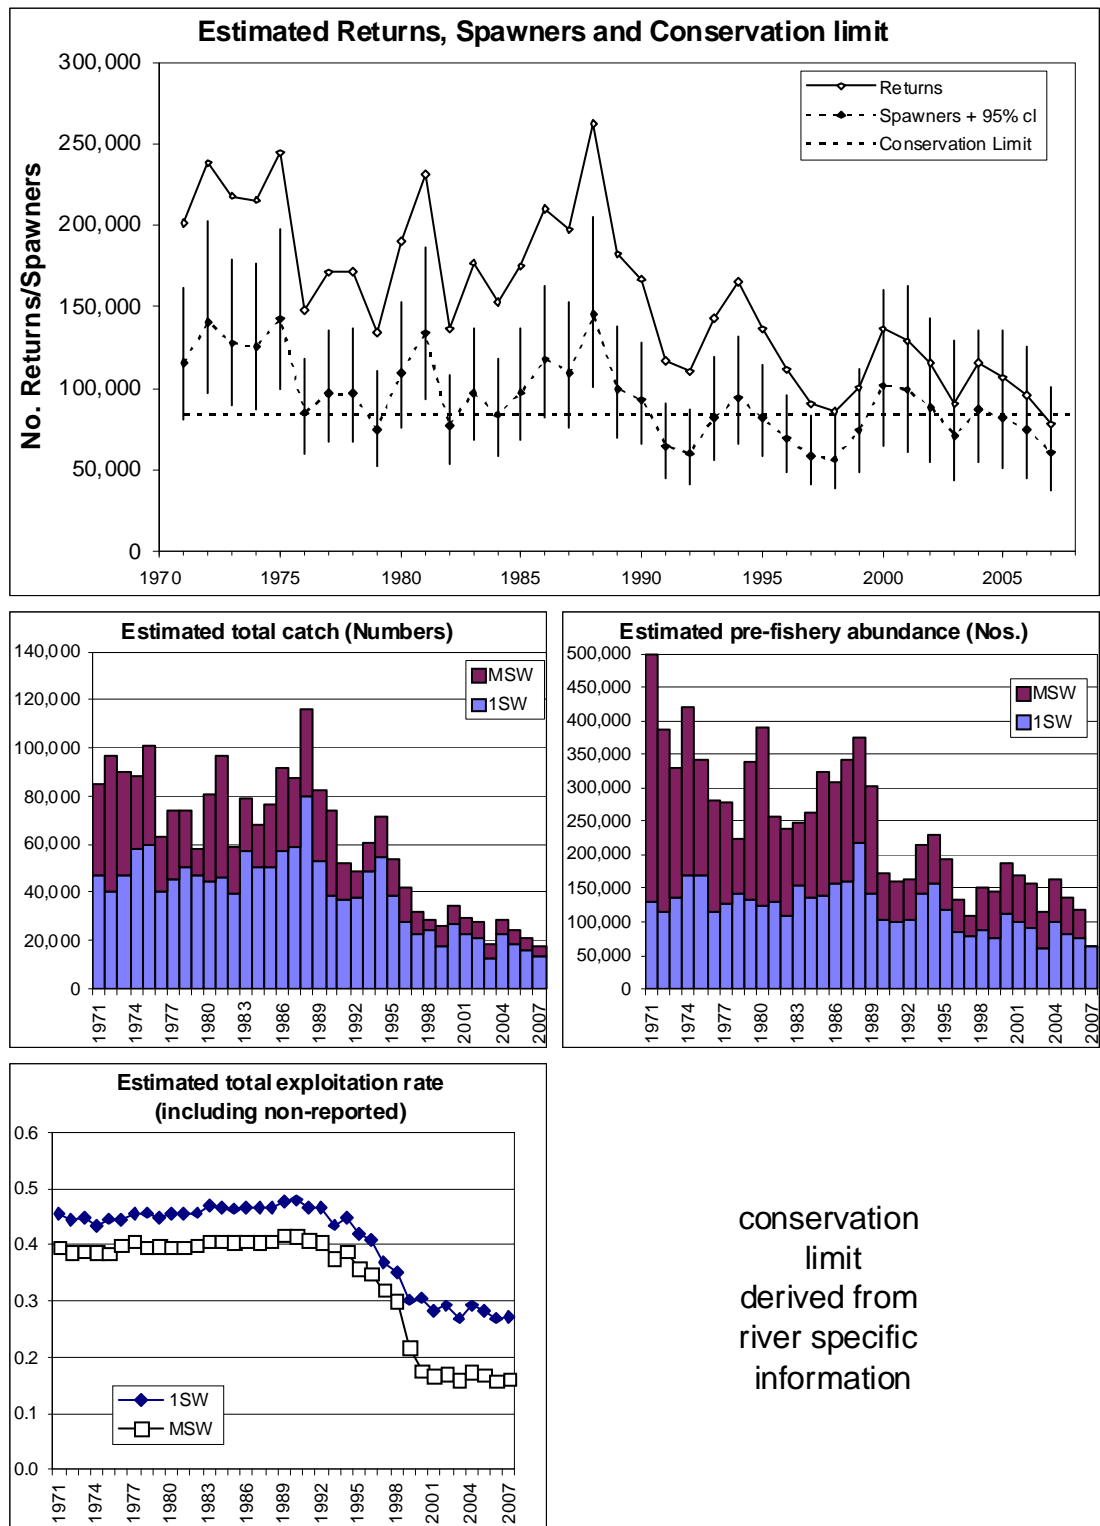 Estimated Returns, Spawners and Conservation limit
No. Returns/Spawners
300,000
250,000
200,000
150,000
100,000
50,000
0
Returns
Spawners + 95% cl
Conservation Limit
1970 1975 1980 1985 1990 1995 2000 2005
Estimated total catch (Numbers)
140,000
120,000
100,000
80,000
60,000
40,000
20,000
0
MSW
1SW
1971 1974 1977 1980 1983 1986 1989 1992 1995 1998 2001 2004 2007
Estimated pre-fishery abundance (Nos.)
500,000
450,000
400,000
350,000
300,000
250,000
200,000
150,000
100,000
50,000
0
MSW
1SW
1971 1974 1977 1980 1983 1986 1989 1992 1995 1998 2001 2004 2007
Estimated total exploitation rate
(including non-reported)
0.6
0.5
0.4
0.3
0.2
0.1
0.0
1SW
MSW
1971 1974 1977 1980 1983 1986 1989 1992 1995 1998 2001 2004 2007
conservation
limit
derived from
river specific
information